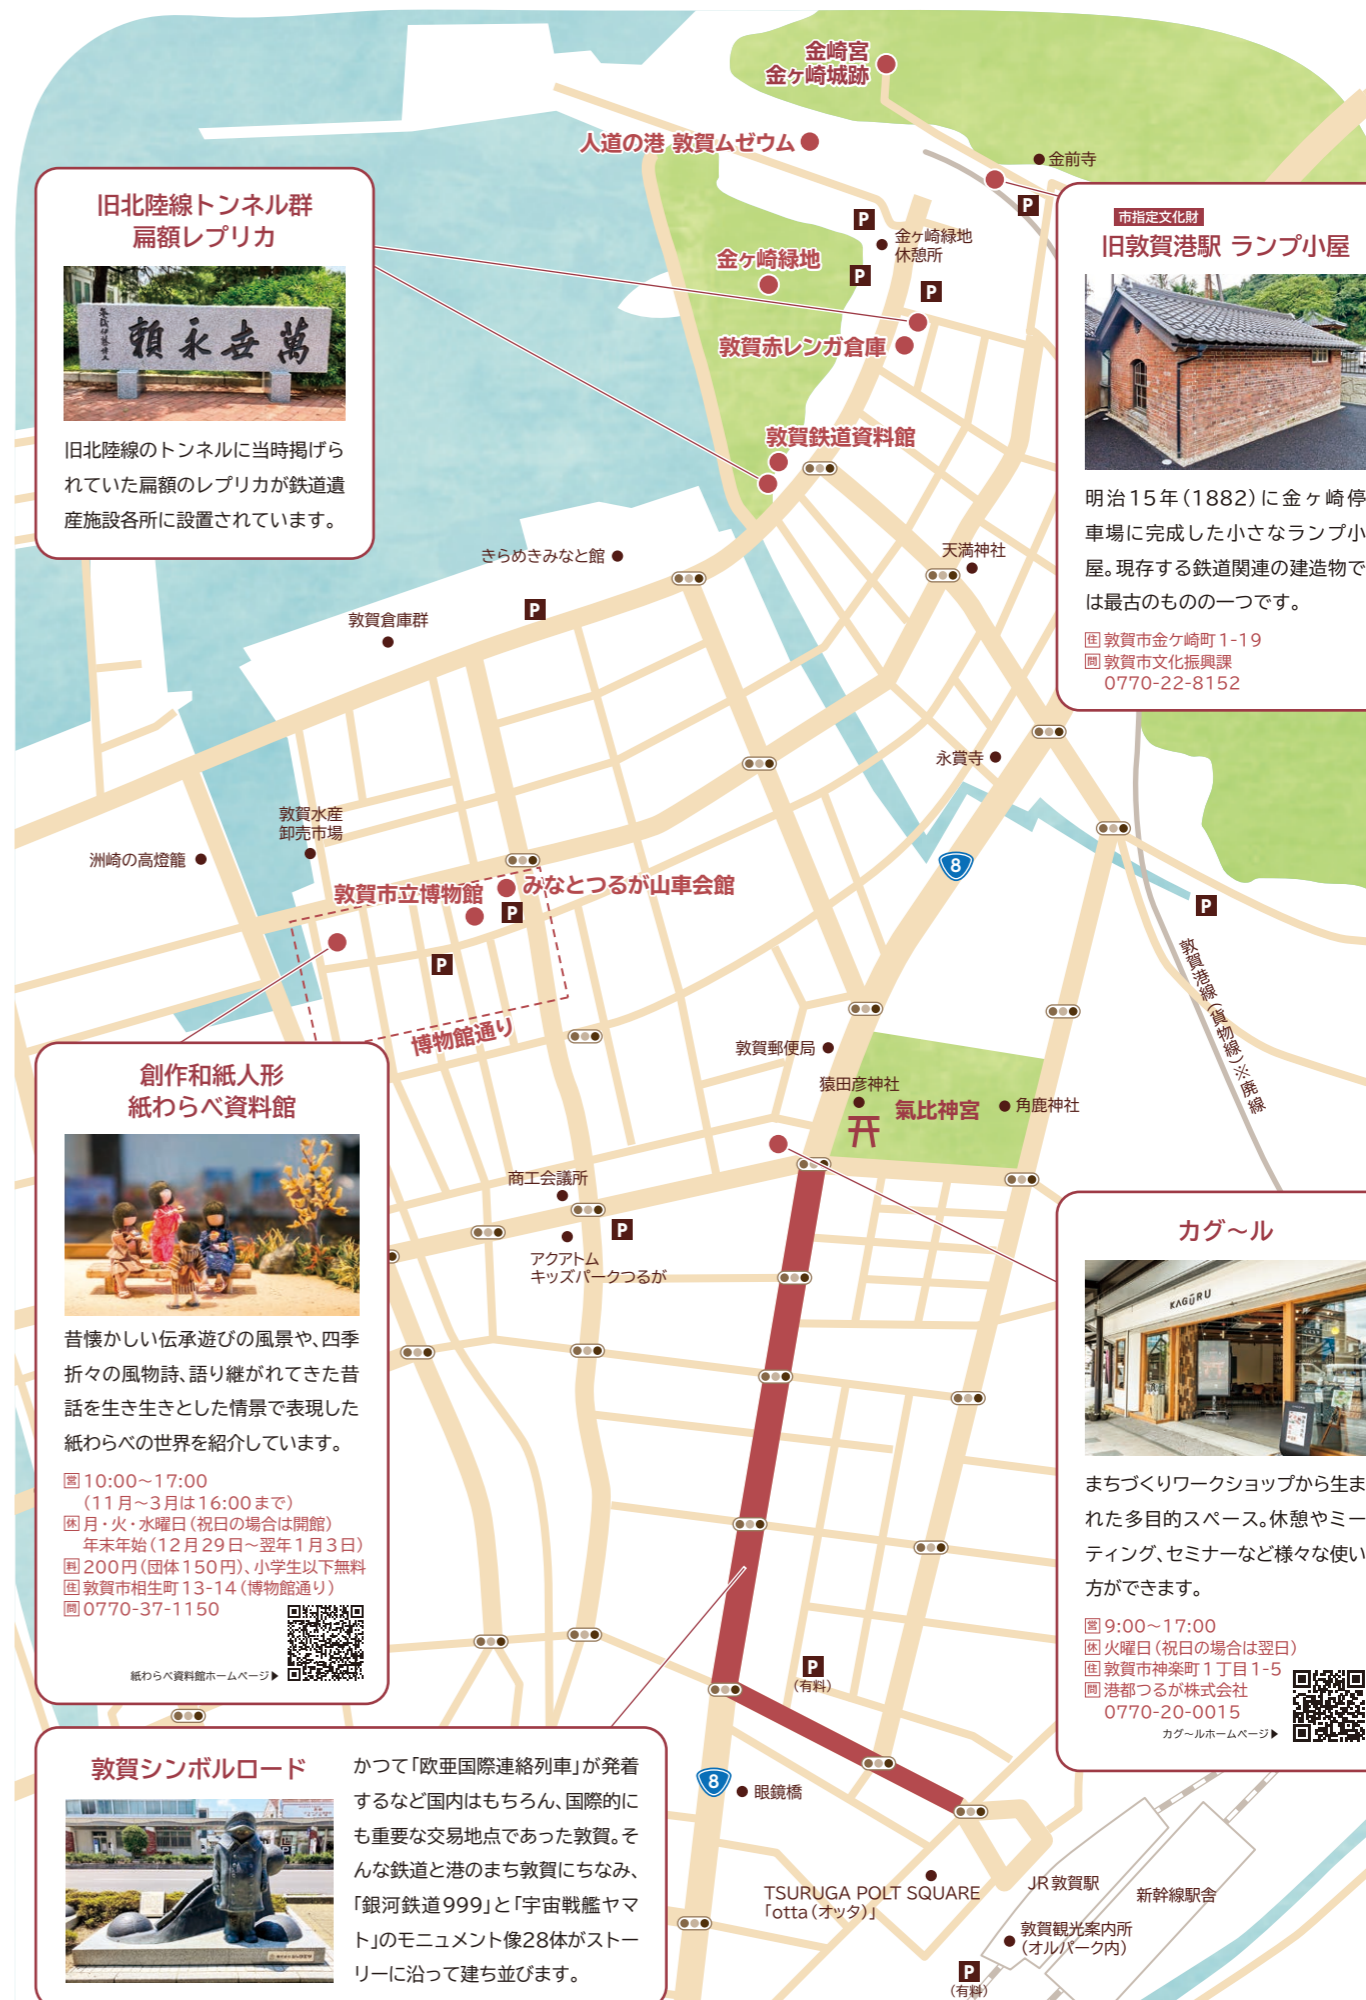 金崎宮
金ヶ崎城跡
人道の港 敦賀ムゼウム
金前寺
P
P
金ヶ崎緑地
休憩所
P
P
金ヶ崎緑地
敦賀赤レンガ倉庫
敦賀鉄道資料館
旧北陸線トンネル群
扁額レプリカ
萬世永頼
旧北陸線のトンネルに当時掲げら
れていた扁額のレプリカが鉄道遺
産施設各所に設置されています。
市指定文化財
旧敦賀港駅 ランプ小屋
明治15年(1882)に金ヶ崎停
車場に完成した小さなランプ小
屋。現存する鉄道関連の建造物で
は最古のものの一つです。
住 敦賀市金ケ崎町1-19
問 敦賀市文化振興課
0770-22-8152
きらめきみなと館
天満神社
P
敦賀倉庫群
永賞寺
敦賀水産
卸売市場
洲崎の高燈籠
8
敦賀市立博物館
みなとつるが山車会館
P
P
P
博物館通り
敦賀港線(貨物線)※廃線
敦賀郵便局
猿田彦神社
氣比神宮
角鹿神社
商工会議所
P
アクアトム
キッズパークつるが
創作和紙人形
紙わらべ資料館
昔懐かしい伝承遊びの風景や、四季
折々の風物詩、語り継がれてきた昔
話を生き生きとした情景で表現した
紙わらべの世界を紹介しています。
営 10:00〜17:00
(11月〜3月は16:00まで)
休 月・火・水曜日(祝日の場合は開館)
年末年始(12月29日〜翌年1月3日)
料 200円(団体150円)、小学生以下無料
住 敦賀市相生町13-14(博物館通り)
問 0770-37-1150
紙わらべ資料館ホームページ▶
カグ〜ル
KAGŪRU
まちづくりワークショップから生ま
れた多目的スペース。休憩やミー
ティング、セミナーなど様々な使い
方ができます。
営 9:00〜17:00
休 火曜日(祝日の場合は翌日)
住 敦賀市神楽町1丁目1-5
問 港都つるが株式会社
0770-20-0015
カグ〜ルホームページ▶
P
(有料)
敦賀シンボルロード
かつて「欧亜国際連絡列車」が発着
するなど国内はもちろん、国際的に
も重要な交易地点であった敦賀。そ
んな鉄道と港のまち敦賀にちなみ、
「銀河鉄道999」と「宇宙戦艦ヤマ
ト」のモニュメント像28体がストー
リーに沿って建ち並びます。
8
眼鏡橋
TSURUGA POLT SQUARE
「otta(オッタ)」
JR敦賀駅
新幹線駅舎
敦賀観光案内所
(オルパーク内)
P
(有料)